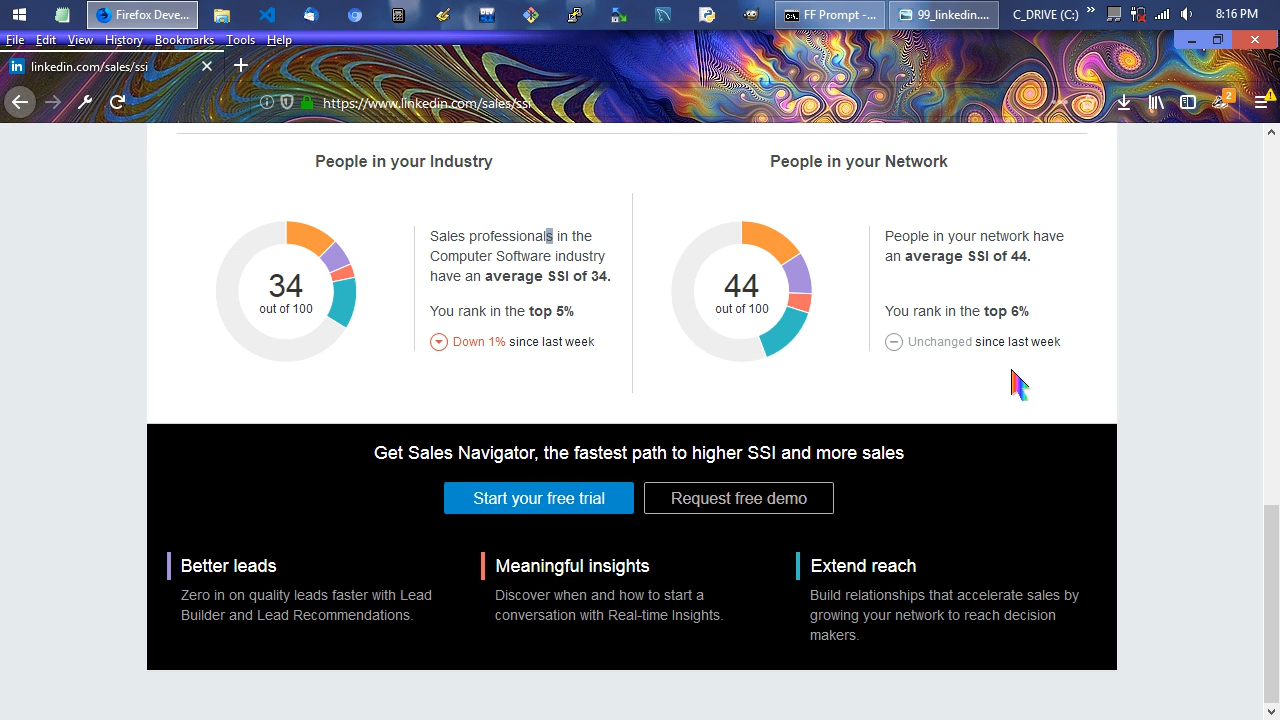 Firefox Deve...
FF Prompt -...
99_linkedin....
C_DRIVE (C:)
8:16 PM
File Edit View History Bookmarks Tools Help
linkedin.com/sales/ssi
https://www.linkedin.com/sales/ssi
2
People in your Industry
34
out of 100
Sales professionals in the
Computer Software industry
have an average SSI of 34.
You rank in the top 5%
Down 1% since last week
People in your Network
44
out of 100
People in your network have
an average SSI of 44.
You rank in the top 6%
Unchanged since last week
Get Sales Navigator, the fastest path to higher SSI and more sales
Start your free trial
Request free demo
Better leads
Zero in on quality leads faster with Lead
Builder and Lead Recommendations.
Meaningful insights
Discover when and how to start a
conversation with Real-time Insights.
Extend reach
Build relationships that accelerate sales by
growing your network to reach decision
makers.